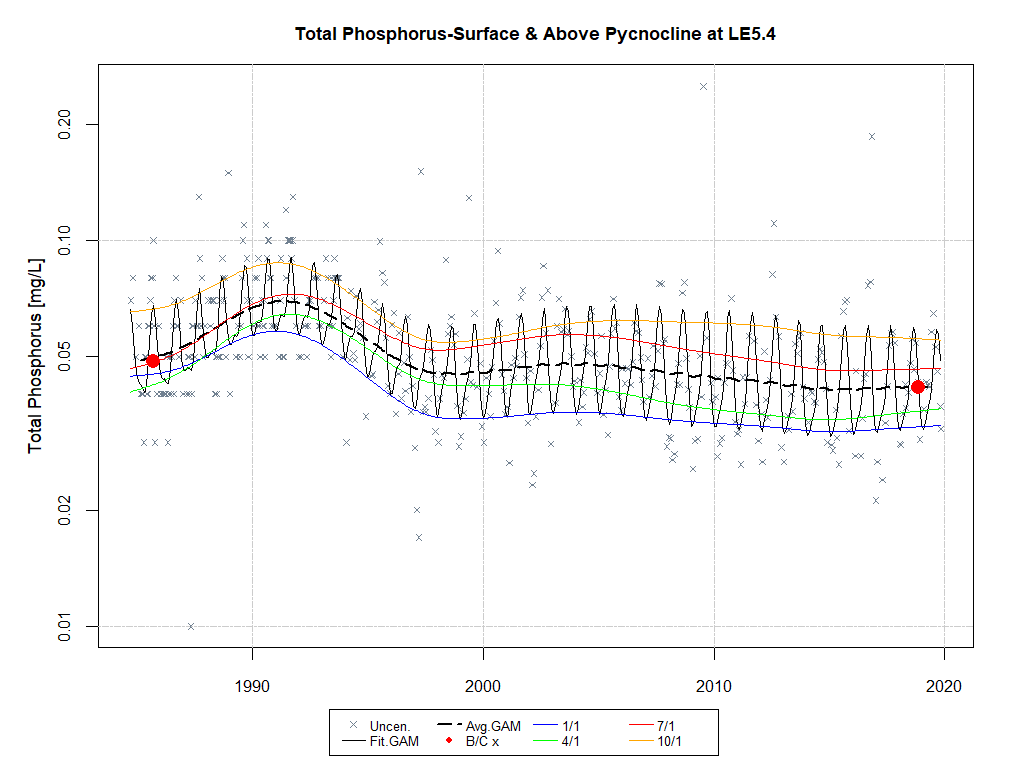 Total Phosphorus-Surface & Above Pycnocline at LE5.4
Total Phosphorus [mg/L]
0.20
0.10
0.05
0.02
0.01
1990 2000 2010 2020
Uncen. Avg.GAM 1/1 7/1
Fit.GAM B/C x 4/1 10/1